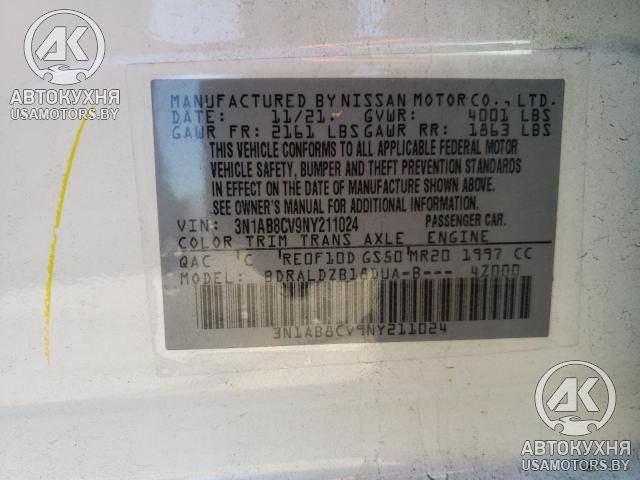 AK
АВТОКУХНЯ
USAMOTORS.BY
MANUFACTURED BY NISSAN MOTOR CO., LTD.
DATE: 11/21 GVWR: 4001 LBS
GAWR FR: 2161 LBS GAWR RR: 1863 LBS
THIS VEHICLE CONFORMS TO ALL APPLICABLE FEDERAL MOTOR
VEHICLE SAFETY, BUMPER AND THEFT PREVENTION STANDARDS
IN EFFECT ON THE DATE OF MANUFACTURE SHOWN ABOVE.
SEE OWNER'S MANUAL FOR ADDITIONAL INFORMATION.
VIN: 3N1AB8CV9NY211024 PASSENGER CAR.
COLOR TRIM TRANS AXLE ENGINE
QAC C RE0F10D GS50 MR20 1997 CC
MODEL: BDRALDZB18DUA-B--- 4Z000
3N1AB8CV9NY211024
AK
АВТОКУХНЯ
USAMOTORS.BY